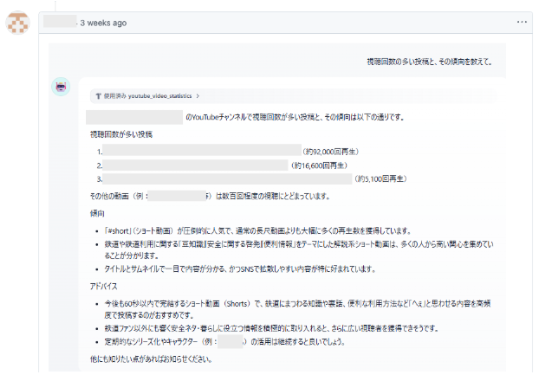 3 weeks ago
視聴回数の多い投稿と、その傾向を教えて。
使用済み youtube_video_statistics
のYouTubeチャンネルで視聴回数が多い投稿と、その傾向は以下の通りです。
視聴回数が多い投稿
1. (約92,000回再生)
2. (約16,600回再生)
3. (約5,100回再生)
その他の動画(例: 等)は数百回程度の視聴にとどまっています。
傾向
• 「#short」(ショート動画)が圧倒的に人気で、通常の長尺動画よりも大幅に多くの再生数を獲得しています。
• 鉄道や鉄道利用に関する「豆知識」「安全に関する啓発」「便利情報」をテーマにした解説系ショート動画は、多くの人から高い関心を集めてい
ることが分かります。
• タイトルとサムネイルで一目で内容が分かる、かつSNSで拡散しやすい内容が特に好まれています。
アドバイス
• 今後も60秒以内で完結するショート動画(Shorts)で、鉄道にまつわる知識や裏話、便利な利用方法など「へぇ」と思わせる内容を高頻
度で投稿するのがおすすめです。
• 鉄道ファン以外にも響く安全ネタ・暮らしに役立つ情報を積極的に取り入れると、さらに広い視聴者を獲得できそうです。
• 定期的なシリーズ化やキャラクター(例: )の活用は継続すると良いでしょう。
他にも知りたい点があればお知らせください。